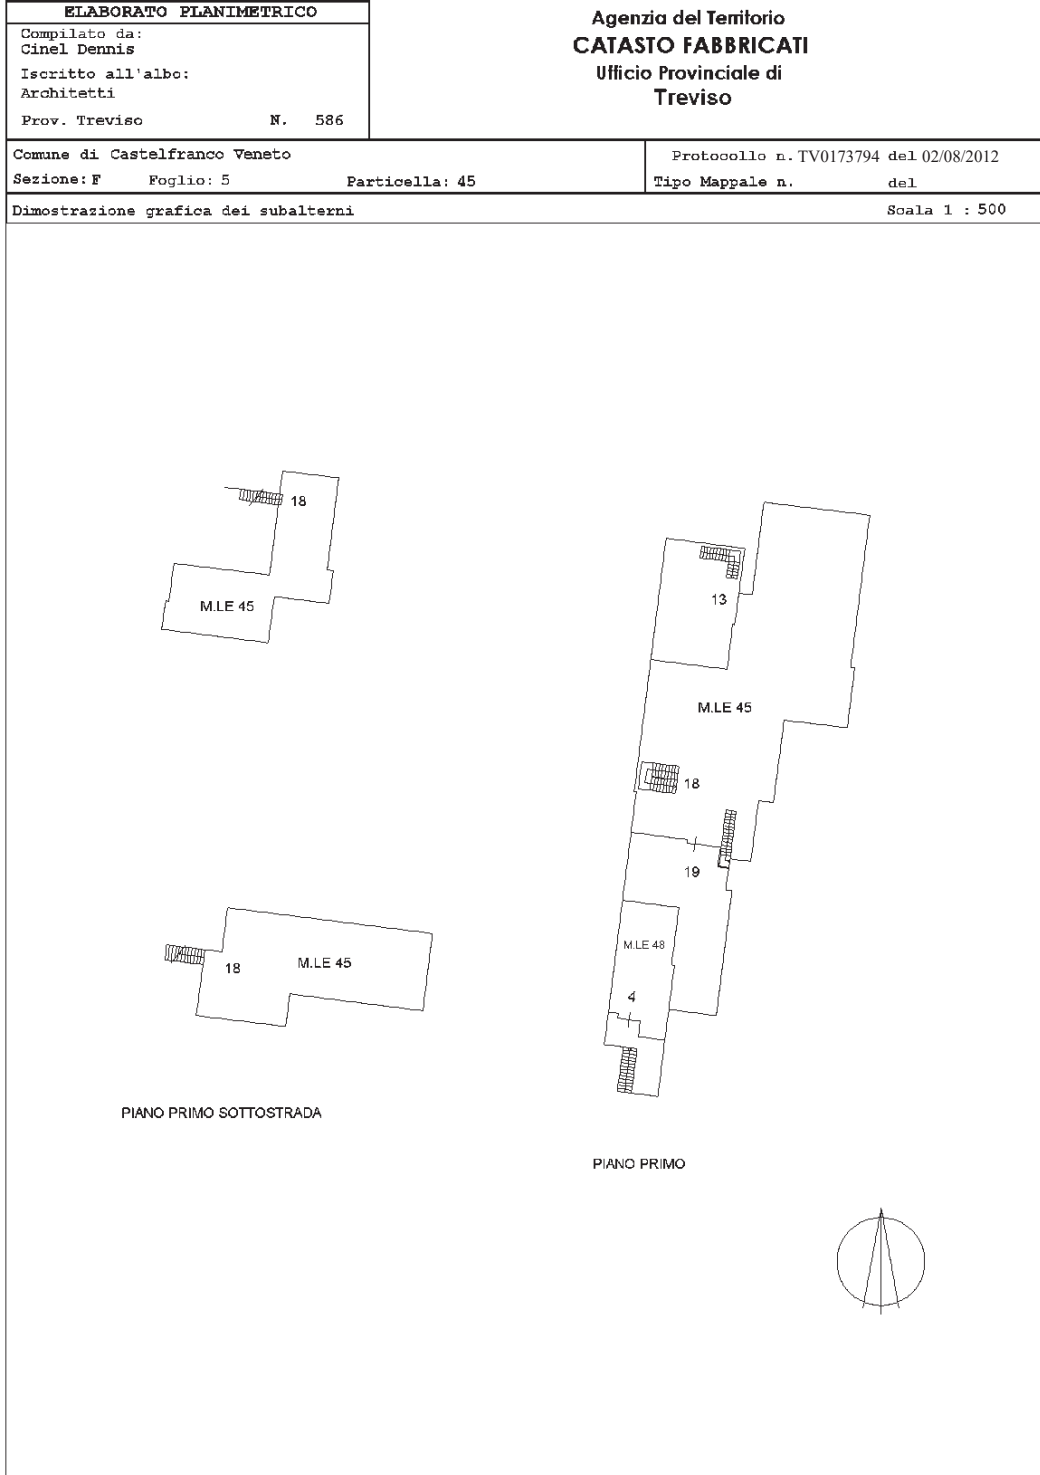 ELABORATO PLANIMETRICO
Compilato da:
Cinel Dennis
Iscritto all'albo:
Architetti
Prov. Treviso N. 586
Agenzia del Territorio
CATASTO FABBRICATI
Ufficio Provinciale di
Treviso
Comune di Castelfranco Veneto
Sezione: F Foglio: 5 Particella: 45
Protocollo n. TV0173794 del 02/08/2012
Tipo Mappale n. del
Dimostrazione grafica dei subalterni
Scala 1 : 500
18
M.LE 45
18
M.LE 45
PIANO PRIMO SOTTOSTRADA
13
M.LE 45
18
19
M.LE 48
4
PIANO PRIMO